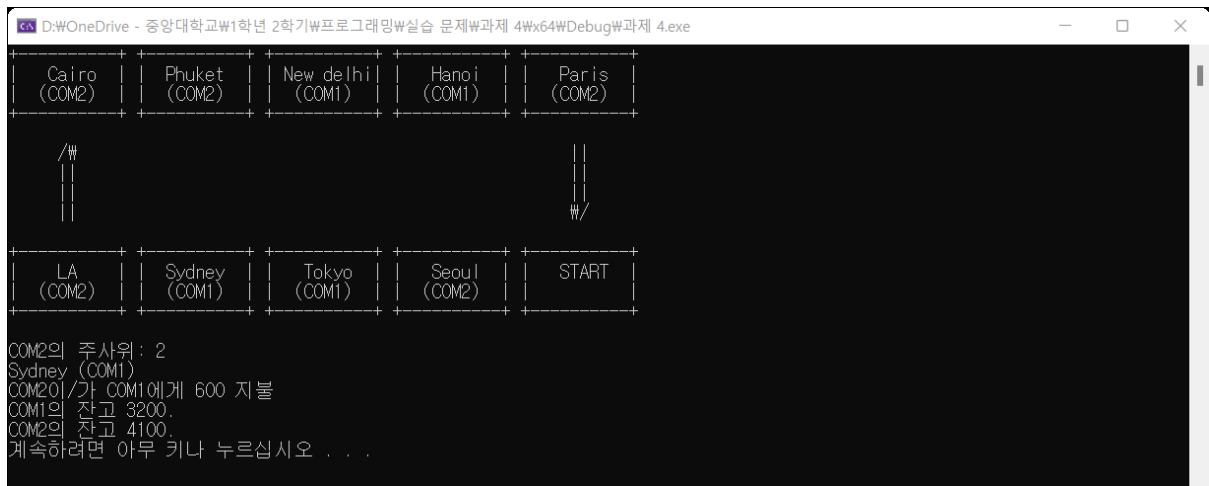 D:₩OneDrive - 중앙대학교₩1학년 2학기₩프로그래밍₩실습 문제₩과제 4₩x64₩Debug₩과제 4.exe
+----------+ +----------+ +----------+ +----------+ +----------+
|   Cairo  | |  Phuket  | | New delhi| |   Hanoi  | |   Paris  |
|  (COM2)  | |  (COM2)  | |  (COM1)  | |  (COM1)  | |  (COM2)  |
+----------+ +----------+ +----------+ +----------+ +----------+
/₩ ||
|| ||
|| ||
|| ₩/
+----------+ +----------+ +----------+ +----------+ +----------+
|    LA    | |  Sydney  | |   Tokyo  | |   Seoul  | |   START  |
|  (COM2)  | |  (COM1)  | |  (COM1)  | |  (COM2)  | |          |
+----------+ +----------+ +----------+ +----------+ +----------+
COM2의 주사위: 2
Sydney (COM1)
COM2이/가 COM1에게 600 지불
COM1의 잔고 3200.
COM2의 잔고 4100.
계속하려면 아무 키나 누르십시오 . . .